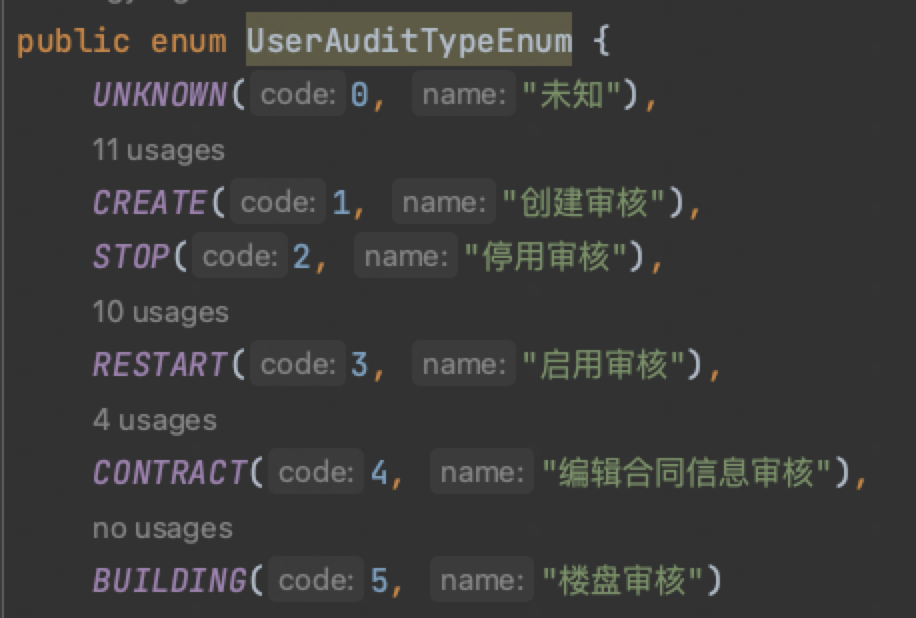 public enum UserAuditTypeEnum {
UNKNOWN( code: 0, name: "未知"),
11 usages
CREATE( code: 1, name: "创建审核"),
STOP( code: 2, name: "停用审核"),
10 usages
RESTART( code: 3, name: "启用审核"),
4 usages
CONTRACT( code: 4, name: "编辑合同信息审核"),
no usages
BUILDING( code: 5, name: "楼盘审核")